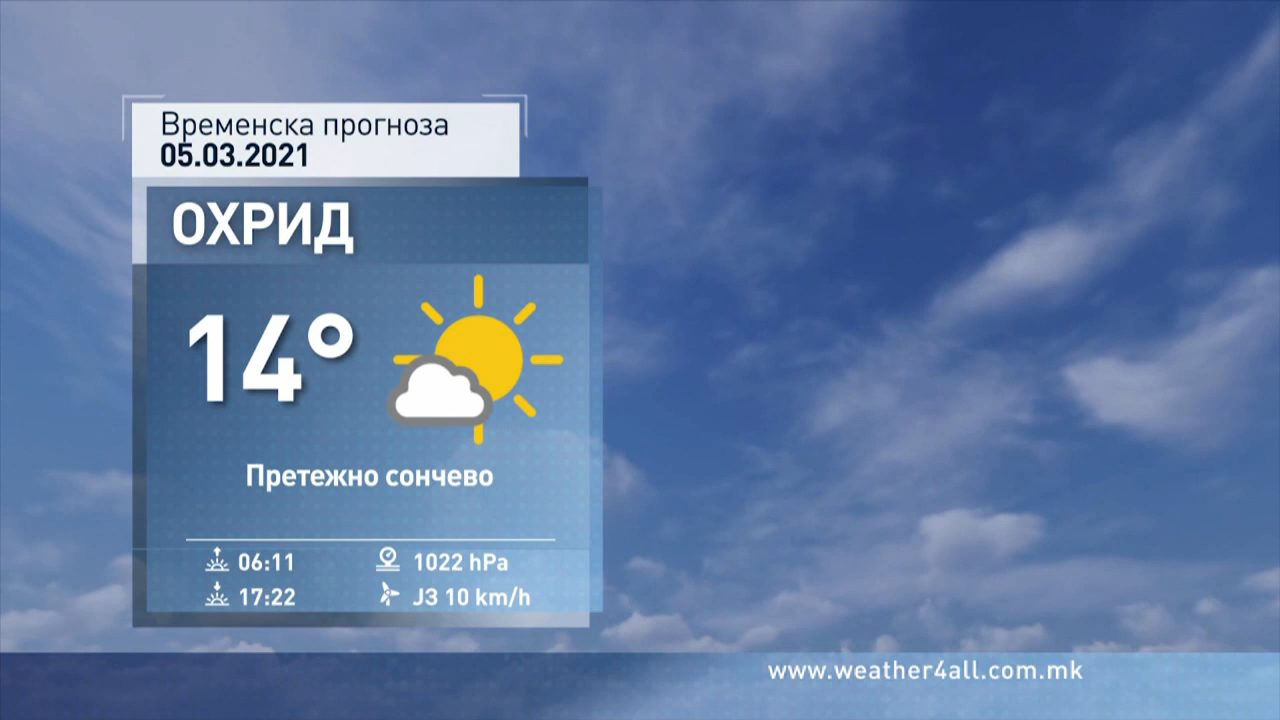 Временска прогноза
05.03.2021
ОХРИД
14°
Претежно сончево
06:11
1022 hPa
17:22
ЈЗ 10 km/h
www.weather4all.com.mk